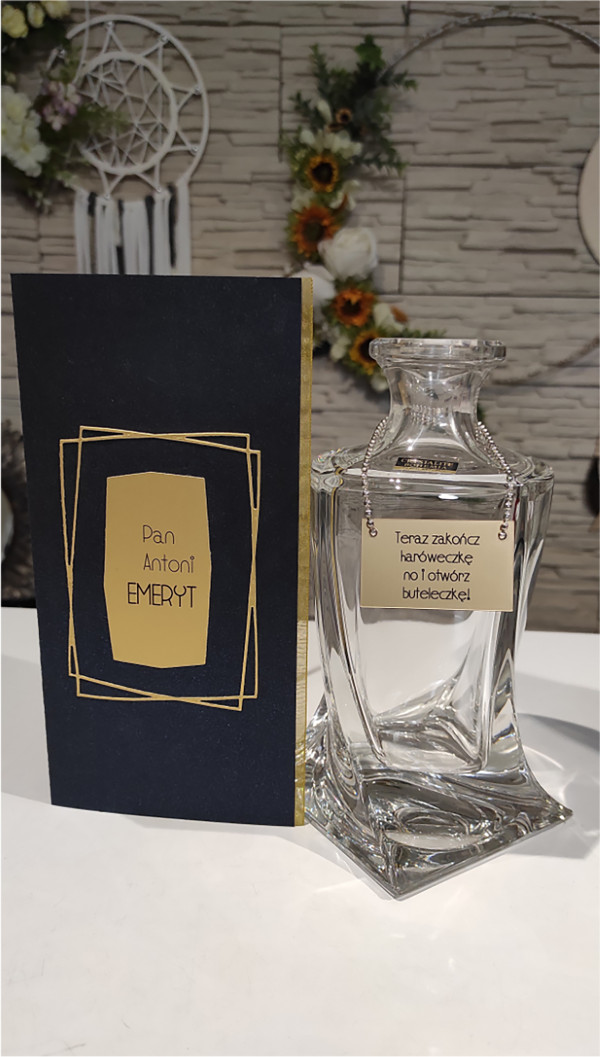 Pan
Antoni
EMERYT
Teraz zakończ
haróweczkę
no i otwórz
buteleczkę!